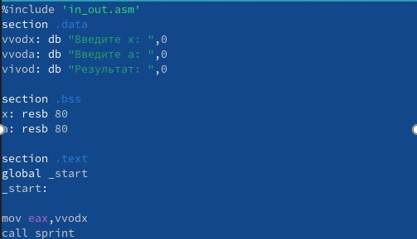 %include 'in_out.asm'
section .data
vvodx: db "Введите x: ",0
vvoda: db "Введите a: ",0
vivod: db "Результат: ",0
section .bss
x: resb 80
a: resb 80
section .text
global _start
_start:
mov eax,vvodx
call sprint